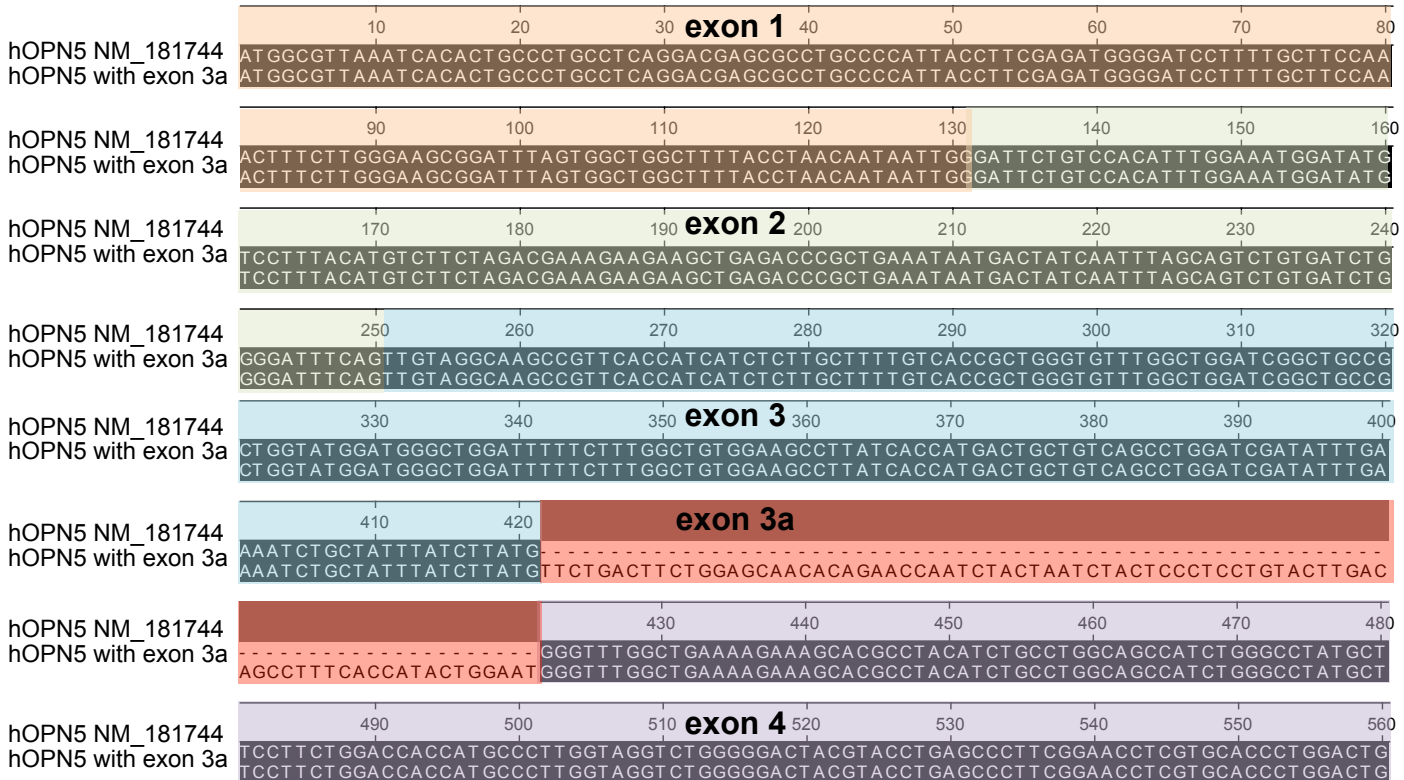 10 20 30 exon 1 50 60 70 80
hOPN5 NM_181744 ATGGCGTTAAATCACACTGCCCTGCCTCAGGACGAGCGCCTGCCCCATTACCTTCGAGATGGGGATCCTTTTGCTTCCAA
hOPN5 with exon 3a ATGGCGTTAAATCACACTGCCCTGCCTCAGGACGAGCGCCTGCCCCATTACCTTCGAGATGGGGATCCTTTTGCTTCCAA
90 100 110 120 130 140 150 160
hOPN5 NM_181744 ACTTTCTTGGGAAGCGGATTTAGTGGCTGGCTTTTACCTAACAATAATTGGGATTCTGTCCACATTTGGAAATGGATATG
hOPN5 with exon 3a ACTTTCTTGGGAAGCGGATTTAGTGGCTGGCTTTTACCTAACAATAATTGGGATTCTGTCCACATTTGGAAATGGATATG
170 180 190 exon 2 200 210 220 230 240
hOPN5 NM_181744 TCCTTTACATGTCTTCTAGACGAAAGAAGAAGCTGAGACCCGCTGAAATAATGACTATCAATTTAGCAGTCTGTGATCTG
hOPN5 with exon 3a TCCTTTACATGTCTTCTAGACGAAAGAAGAAGCTGAGACCCGCTGAAATAATGACTATCAATTTAGCAGTCTGTGATCTG
250 260 270 280 290 300 310 320
hOPN5 NM_181744 GGGATTTCAGTTGTAGGCAAGCCGTTCACCATCATCTCTTGCTTTTGTCACCGCTGGGTGTTTGGCTGGATCGGCTGCCG
hOPN5 with exon 3a GGGATTTCAGTTGTAGGCAAGCCGTTCACCATCATCTCTTGCTTTTGTCACCGCTGGGTGTTTGGCTGGATCGGCTGCCG
330 340 350 exon 3 360 370 380 390 400
hOPN5 NM_181744 CTGGTATGGATGGGCTGGATTTTTCTTTGGCTGTGGAAGCCTTATCACCATGACTGCTGTCAGCCTGGATCGATATTTGA
hOPN5 with exon 3a CTGGTATGGATGGGCTGGATTTTTCTTTGGCTGTGGAAGCCTTATCACCATGACTGCTGTCAGCCTGGATCGATATTTGA
410 420 exon 3a
hOPN5 NM_181744 AAATCTGCTATTTATCTTATG-----------------------------------------------------------
hOPN5 with exon 3a AAATCTGCTATTTATCTTATGTTCTGACTTCTGGAGCAACACAGAACCAATCTACTAATCTACTCCCTCCTGTACTTGAC
430 440 450 460 470 480
hOPN5 NM_181744 ---------------------GGGTTTGGCTGAAAAGAAAGCACGCCTACATCTGCCTGGCAGCCATCTGGGCCTATGCT
hOPN5 with exon 3a AGCCTTTCACCATACTGGAATGGGTTTGGCTGAAAAGAAAGCACGCCTACATCTGCCTGGCAGCCATCTGGGCCTATGCT
490 500 510 exon 4 520 530 540 550 560
hOPN5 NM_181744 TCCTTCTGGACCACCATGCCCTTGGTAGGTCTGGGGGACTACGTACCTGAGCCCTTCGGAACCTCGTGCACCCTGGACTG
hOPN5 with exon 3a TCCTTCTGGACCACCATGCCCTTGGTAGGTCTGGGGGACTACGTACCTGAGCCCTTCGGAACCTCGTGCACCCTGGACTG